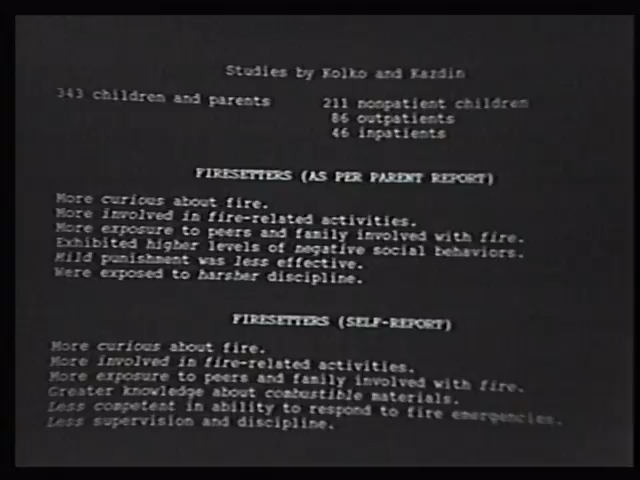 Studies by Kolko and Kazdin
343 children and parents 211 nonpatient children
86 outpatients
46 inpatients
FIRESETTERS (AS PER PARENT REPORT)
More curious about fire.
More involved in fire-related activities.
More exposure to peers and family involved with fire.
Exhibited higher levels of negative social behaviors.
Mild punishment was less effective.
Were exposed to harsher discipline.
FIRESETTERS (SELF-REPORT)
More curious about fire.
More involved in fire-related activities.
More exposure to peers and family involved with fire.
Greater knowledge about combustible materials.
Less competent in ability to respond to fire emergencies.
Less supervision and discipline.